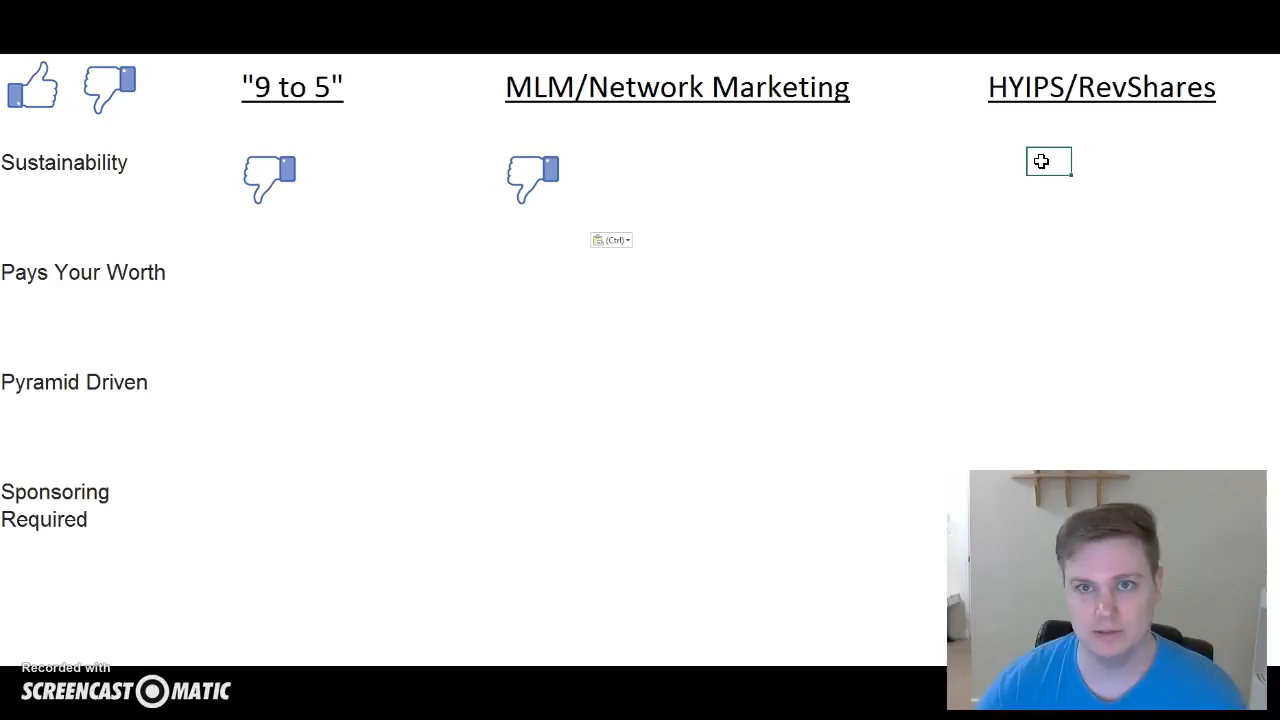 "9 to 5" MLM/Network Marketing HYIPS/RevShares
Sustainability
(Ctrl)
Pays Your Worth
Pyramid Driven
Sponsoring
Required
Recorded with
SCREENCAST MATIC